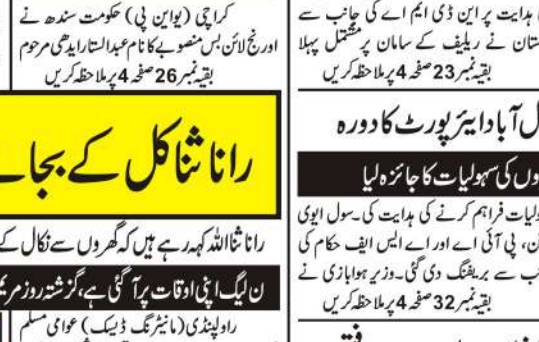 ہدایت پر این ڈی ایم اے کی جانب سے
ستان نے ریلیف کے سامان پر مشتمل پہلا
بقیہ نمبر 23 صفحہ 4 پر ملاحظہ کریں
ل آباد ایئرپورٹ کا دورہ
وں کی سہولیات کا جائزہ لیا
ولیات فراہم کرنے کی ہدایت کی۔ سول ایوی
ن، پی آئی اے اور اے ایس ایف حکام کی
نب سے بریفنگ دی گئی۔ وزیر ہوابازی نے
بقیہ نمبر 32 صفحہ 4 پر ملاحظہ کریں
کراچی (یو این پی) حکومت سندھ نے
اورنج لائن بس منصوبے کا نام عبدالستار ایدھی مرحوم
بقیہ نمبر 26 صفحہ 4 پر ملاحظہ کریں
رانا ثنا کل کے بجائے
رانا ثنا اللہ کہہ رہے ہیں کہ گھروں سے نکال کے
ن لیگ اپنی اوقات پر آ گئی ہے، گزشتہ روز مریم
راولپنڈی (مانیٹرنگ ڈیسک) عوامی مسلم